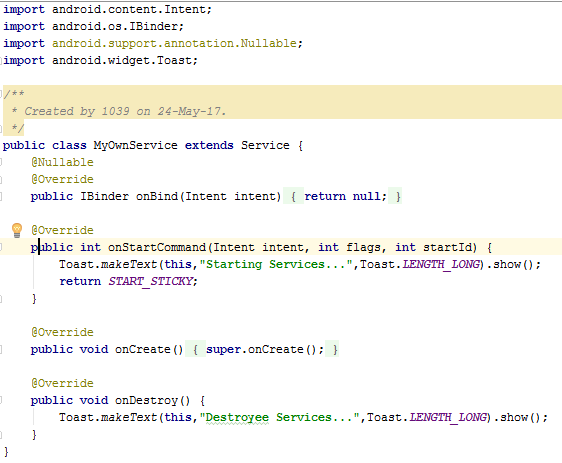 import android.content.Intent;
import android.os.IBinder;
import android.support.annotation.Nullable;
import android.widget.Toast;
/**
 * Created by 1039 on 24-May-17.
 */
public class MyOwnService extends Service {
    @Nullable
    @Override
    public IBinder onBind(Intent intent) { return null; }
    @Override
    public int onStartCommand(Intent intent, int flags, int startId) {
        Toast.makeText(this,"Starting Services...",Toast.LENGTH_LONG).show();
        return START_STICKY;
    }
    @Override
    public void onCreate() { super.onCreate(); }
    @Override
    public void onDestroy() {
        Toast.makeText(this,"Destroyee Services...",Toast.LENGTH_LONG).show();
    }
}